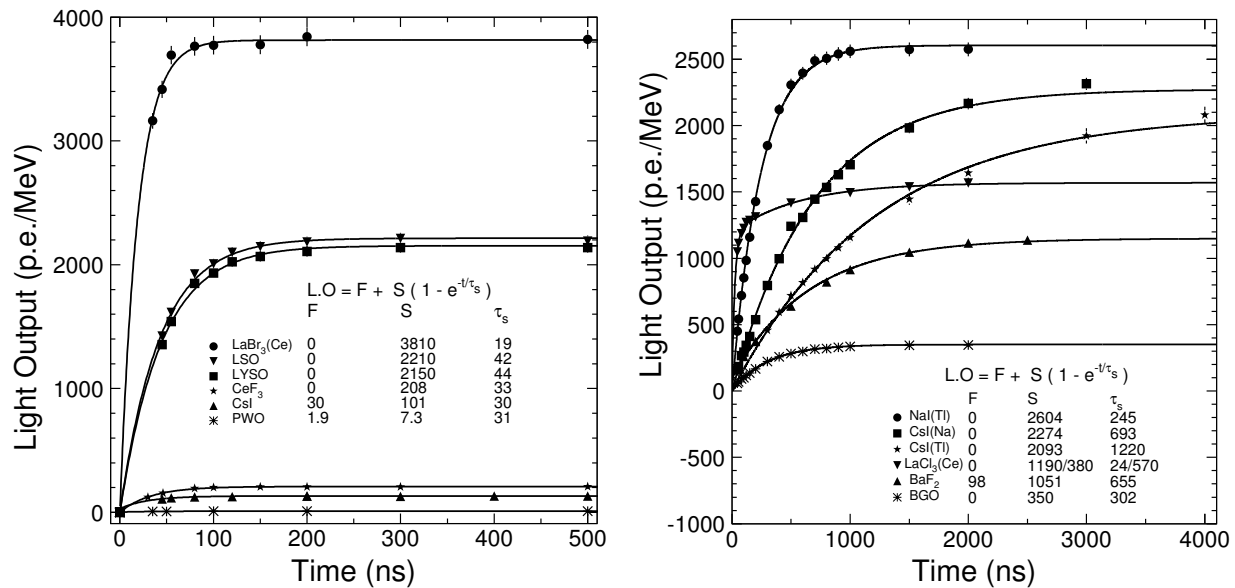 4000
3000
2000
1000
0
Light Output (p.e./MeV)
L.O = F + S ( 1 - e^-t/τs)
F S τs
LaBr3(Ce) 0 3810 19
LSO 0 2210 42
LYSO 0 2150 44
CeF3 0 208 33
CsI 30 101 30
PWO 1.9 7.3 31
0 100 200 300 400 500
Time (ns)
2500
2000
1500
1000
500
0
-500
-1000
Light Output (p.e./MeV)
L.O = F + S ( 1 - e^-t/τs)
F S τs
NaI(Tl) 0 2604 245
CsI(Na) 0 2274 693
CsI(Tl) 0 2093 1220
LaCl3(Ce) 0 1190/380 24/570
BaF2 98 1051 655
BGO 0 350 302
0 1000 2000 3000 4000
Time (ns)